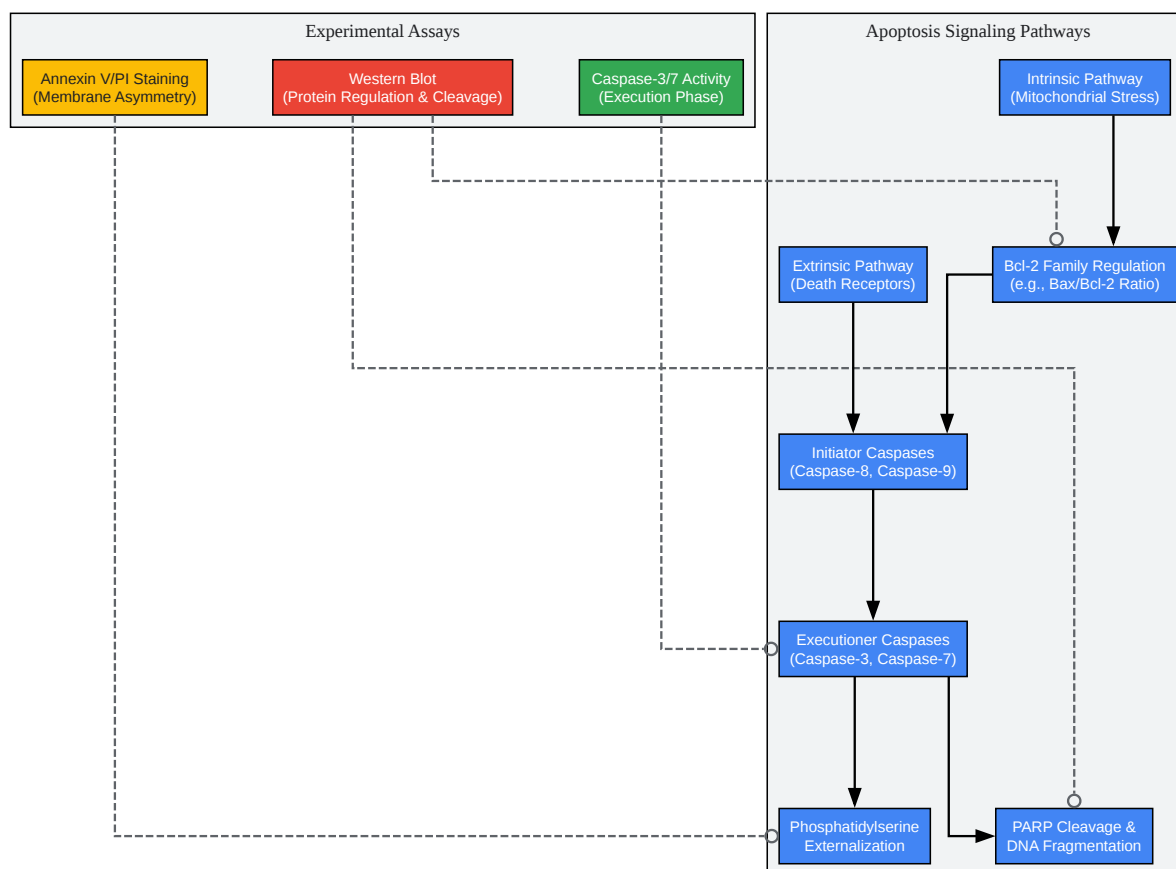 Experimental Assays
Annexin V/PI Staining
(Membrane Asymmetry)
Western Blot
(Protein Regulation & Cleavage)
Caspase-3/7 Activity
(Execution Phase)
Apoptosis Signaling Pathways
Intrinsic Pathway
(Mitochondrial Stress)
Extrinsic Pathway
(Death Receptors)
Bcl-2 Family Regulation
(e.g., Bax/Bcl-2 Ratio)
Initiator Caspases
(Caspase-8, Caspase-9)
Executioner Caspases
(Caspase-3, Caspase-7)
Phosphatidylserine
Externalization
PARP Cleavage &
DNA Fragmentation